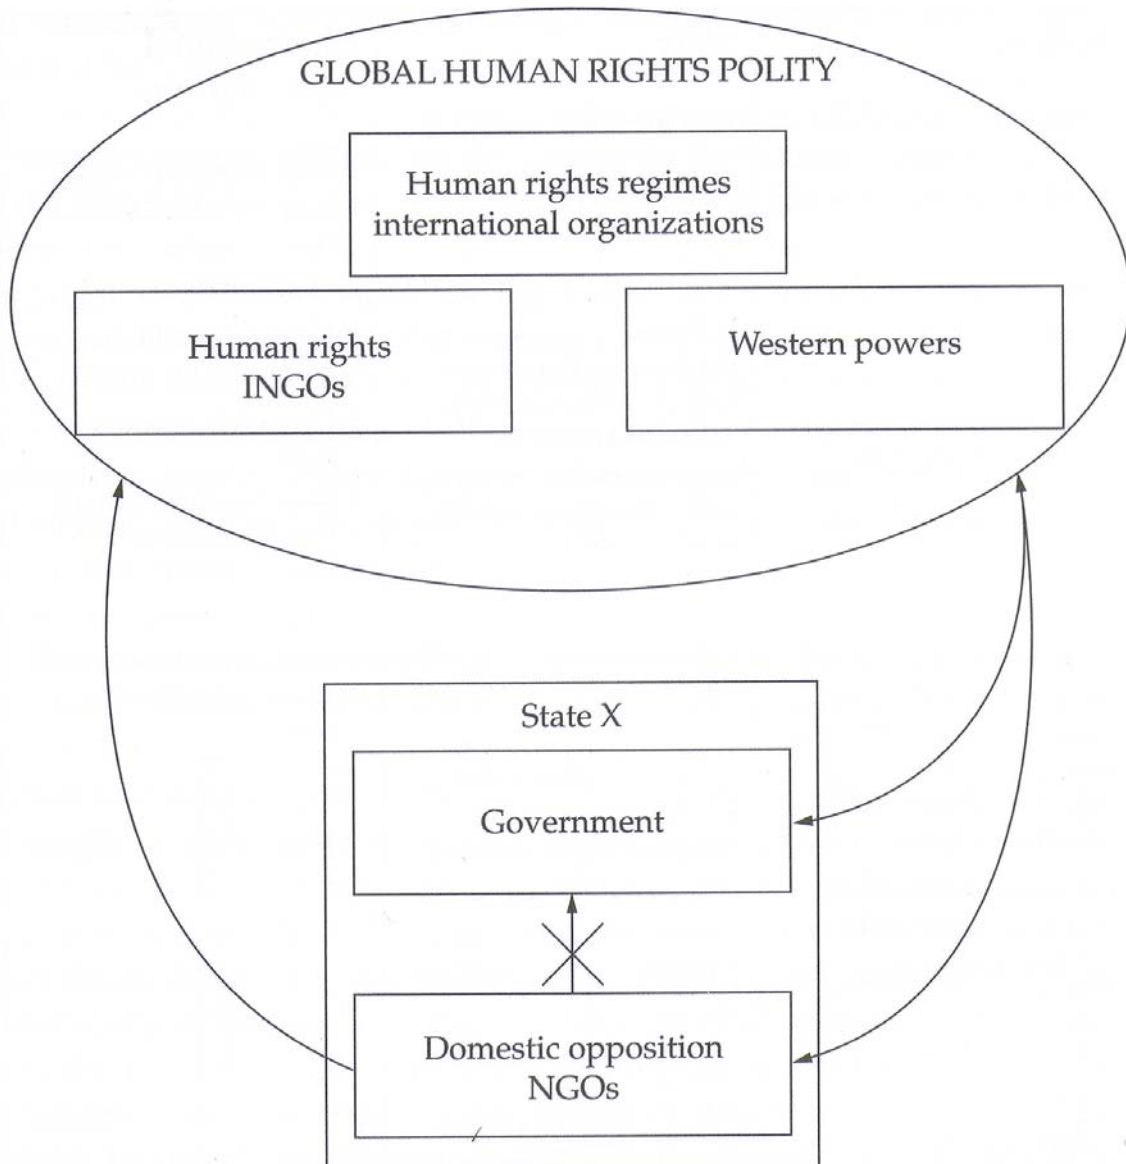 GLOBAL HUMAN RIGHTS POLITY
Human rights regimes
international organizations
Human rights
INGOs
Western powers
State X
Government
Domestic opposition
NGOs